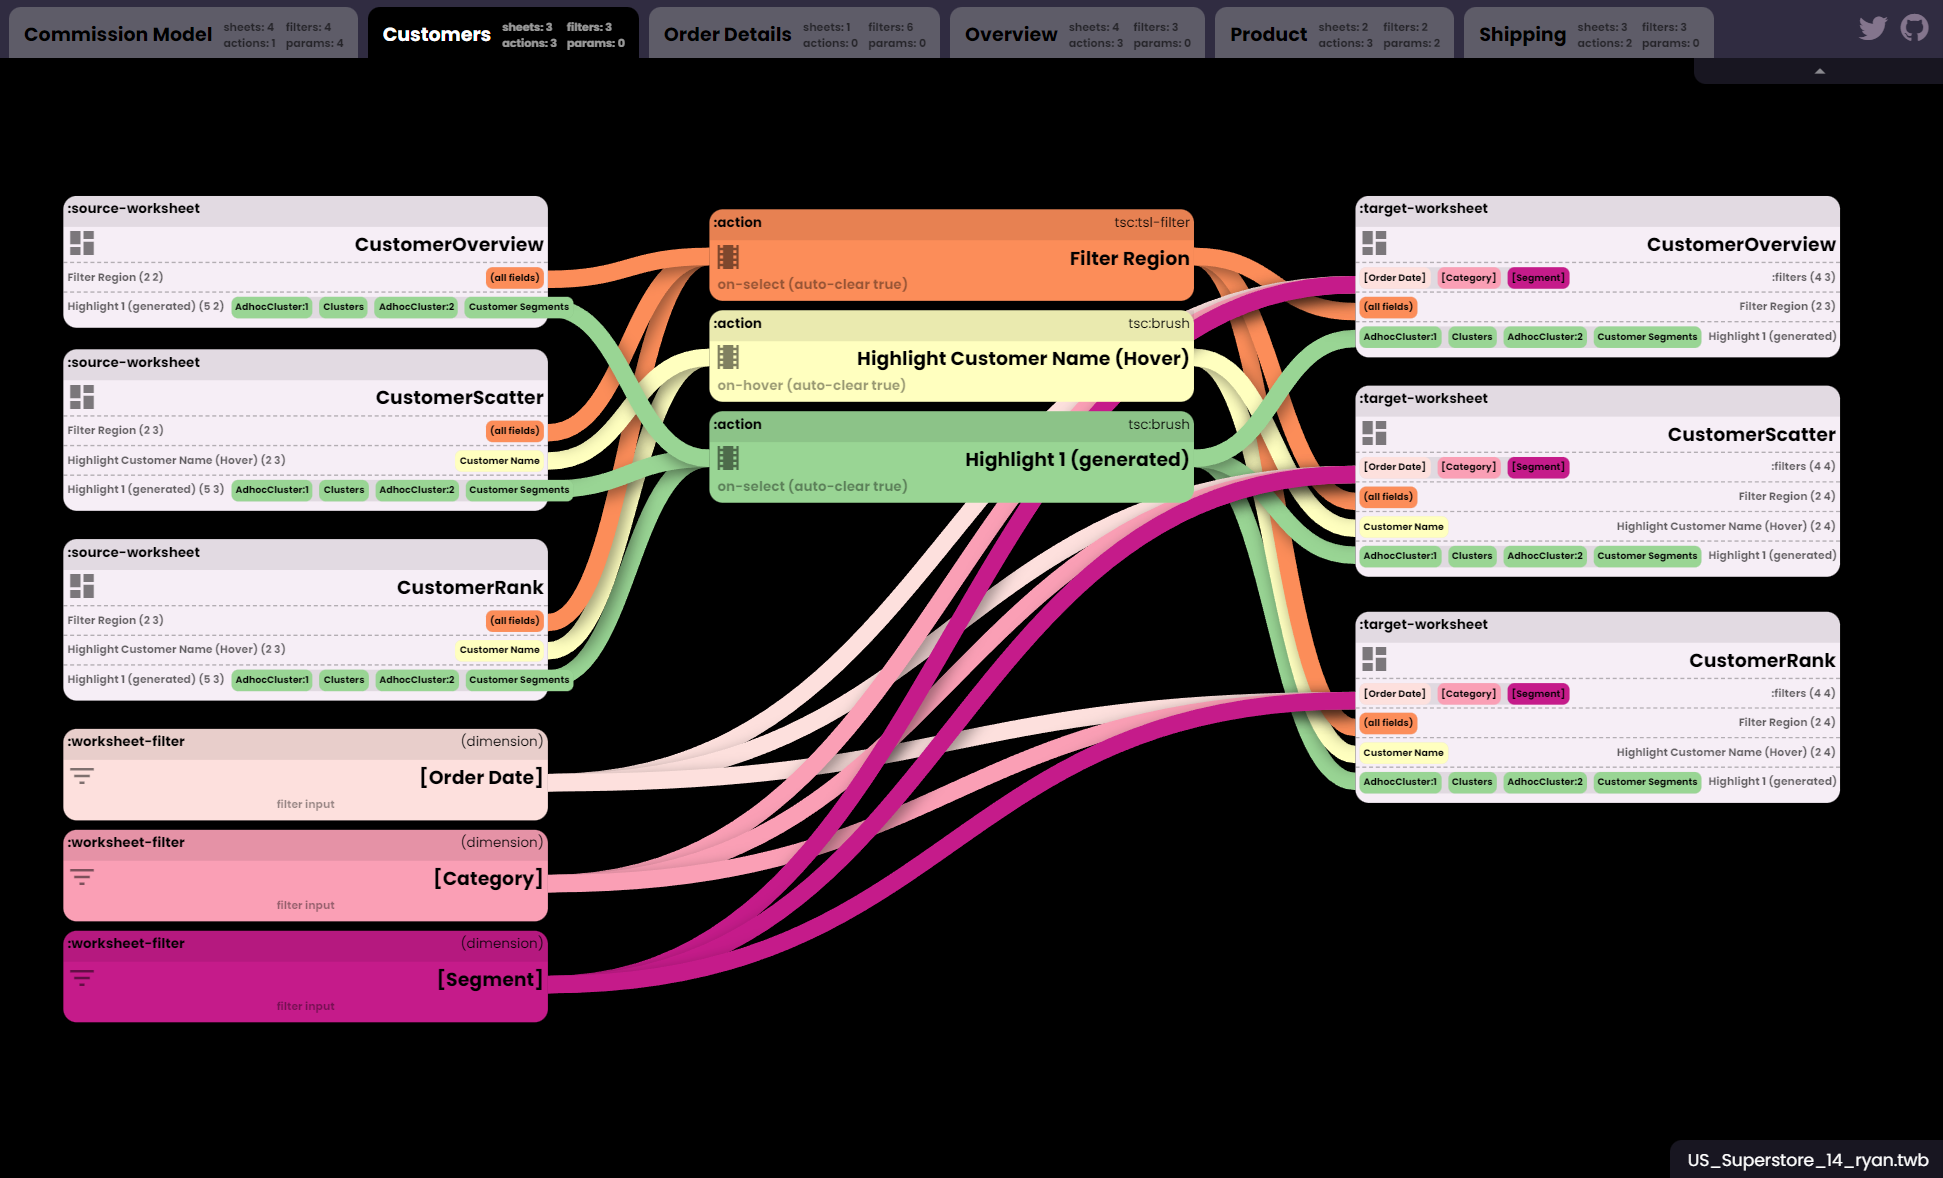 Commission Model sheets: 4 filters: 4
actions: 1 params: 4
Customers sheets: 3 filters: 3
actions: 3 params: 0
Order Details sheets: 1 filters: 6
actions: 0 params: 0
Overview sheets: 4 filters: 3
actions: 3 params: 0
Product sheets: 2 filters: 2
actions: 3 params: 2
Shipping sheets: 3 filters: 3
actions: 2 params: 0
:source-worksheet
CustomerOverview
Filter Region (2 2) (all fields)
Highlight 1 (generated) (5 2) AdhocCluster:1 Clusters AdhocCluster:2 Customer Segments
:source-worksheet
CustomerScatter
Filter Region (2 3) (all fields)
Highlight Customer Name (Hover) (2 3) Customer Name
Highlight 1 (generated) (5 3) AdhocCluster:1 Clusters AdhocCluster:2 Customer Segments
:source-worksheet
CustomerRank
Filter Region (2 3) (all fields)
Highlight Customer Name (Hover) (2 3) Customer Name
Highlight 1 (generated) (5 3) AdhocCluster:1 Clusters AdhocCluster:2 Customer Segments
:worksheet-filter (dimension)
[Order Date]
filter input
:worksheet-filter (dimension)
[Category]
filter input
:worksheet-filter (dimension)
[Segment]
filter input
:action tsc:tsl-filter
Filter Region
on-select (auto-clear true)
:action tsc:brush
Highlight Customer Name (Hover)
on-hover (auto-clear true)
:action tsc:brush
Highlight 1 (generated)
on-select (auto-clear true)
:target-worksheet
CustomerOverview
[Order Date] [Category] [Segment] :filters (4 3)
(all fields) Filter Region (2 3)
AdhocCluster:1 Clusters AdhocCluster:2 Customer Segments Highlight 1 (generated)
:target-worksheet
CustomerScatter
[Order Date] [Category] [Segment] :filters (4 4)
(all fields) Filter Region (2 4)
Customer Name Highlight Customer Name (Hover) (2 4)
AdhocCluster:1 Clusters AdhocCluster:2 Customer Segments Highlight 1 (generated)
:target-worksheet
CustomerRank
[Order Date] [Category] [Segment] :filters (4 4)
(all fields) Filter Region (2 4)
Customer Name Highlight Customer Name (Hover) (2 4)
AdhocCluster:1 Clusters AdhocCluster:2 Customer Segments Highlight 1 (generated)
US_Superstore_14_ryan.twb